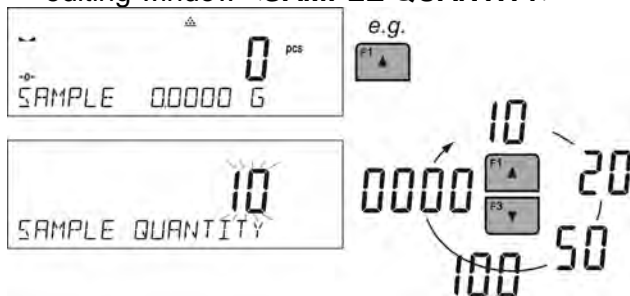 editing window <SAMPLE QUANTITY>
e.g.
0 pcs
F1
-0-
SAMPLE 0.0000 G
10
10
SAMPLE QUANTITY
F1
F3
0000
20
50
100